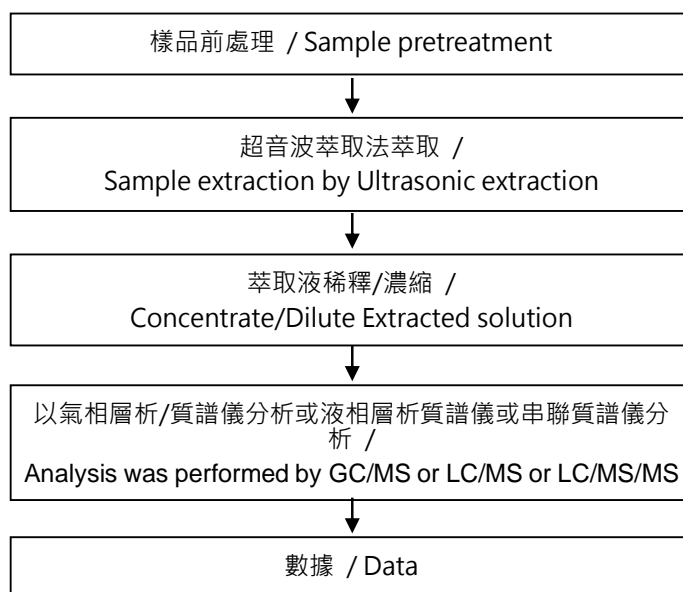 樣品前處理 / Sample pretreatment
超音波萃取法萃取 /
Sample extraction by Ultrasonic extraction
萃取液稀釋/濃縮 /
Concentrate/Dilute Extracted solution
以氣相層析/質譜儀分析或液相層析質譜儀或串聯質譜儀分
析 /
Analysis was performed by GC/MS or LC/MS or LC/MS/MS
數據 / Data